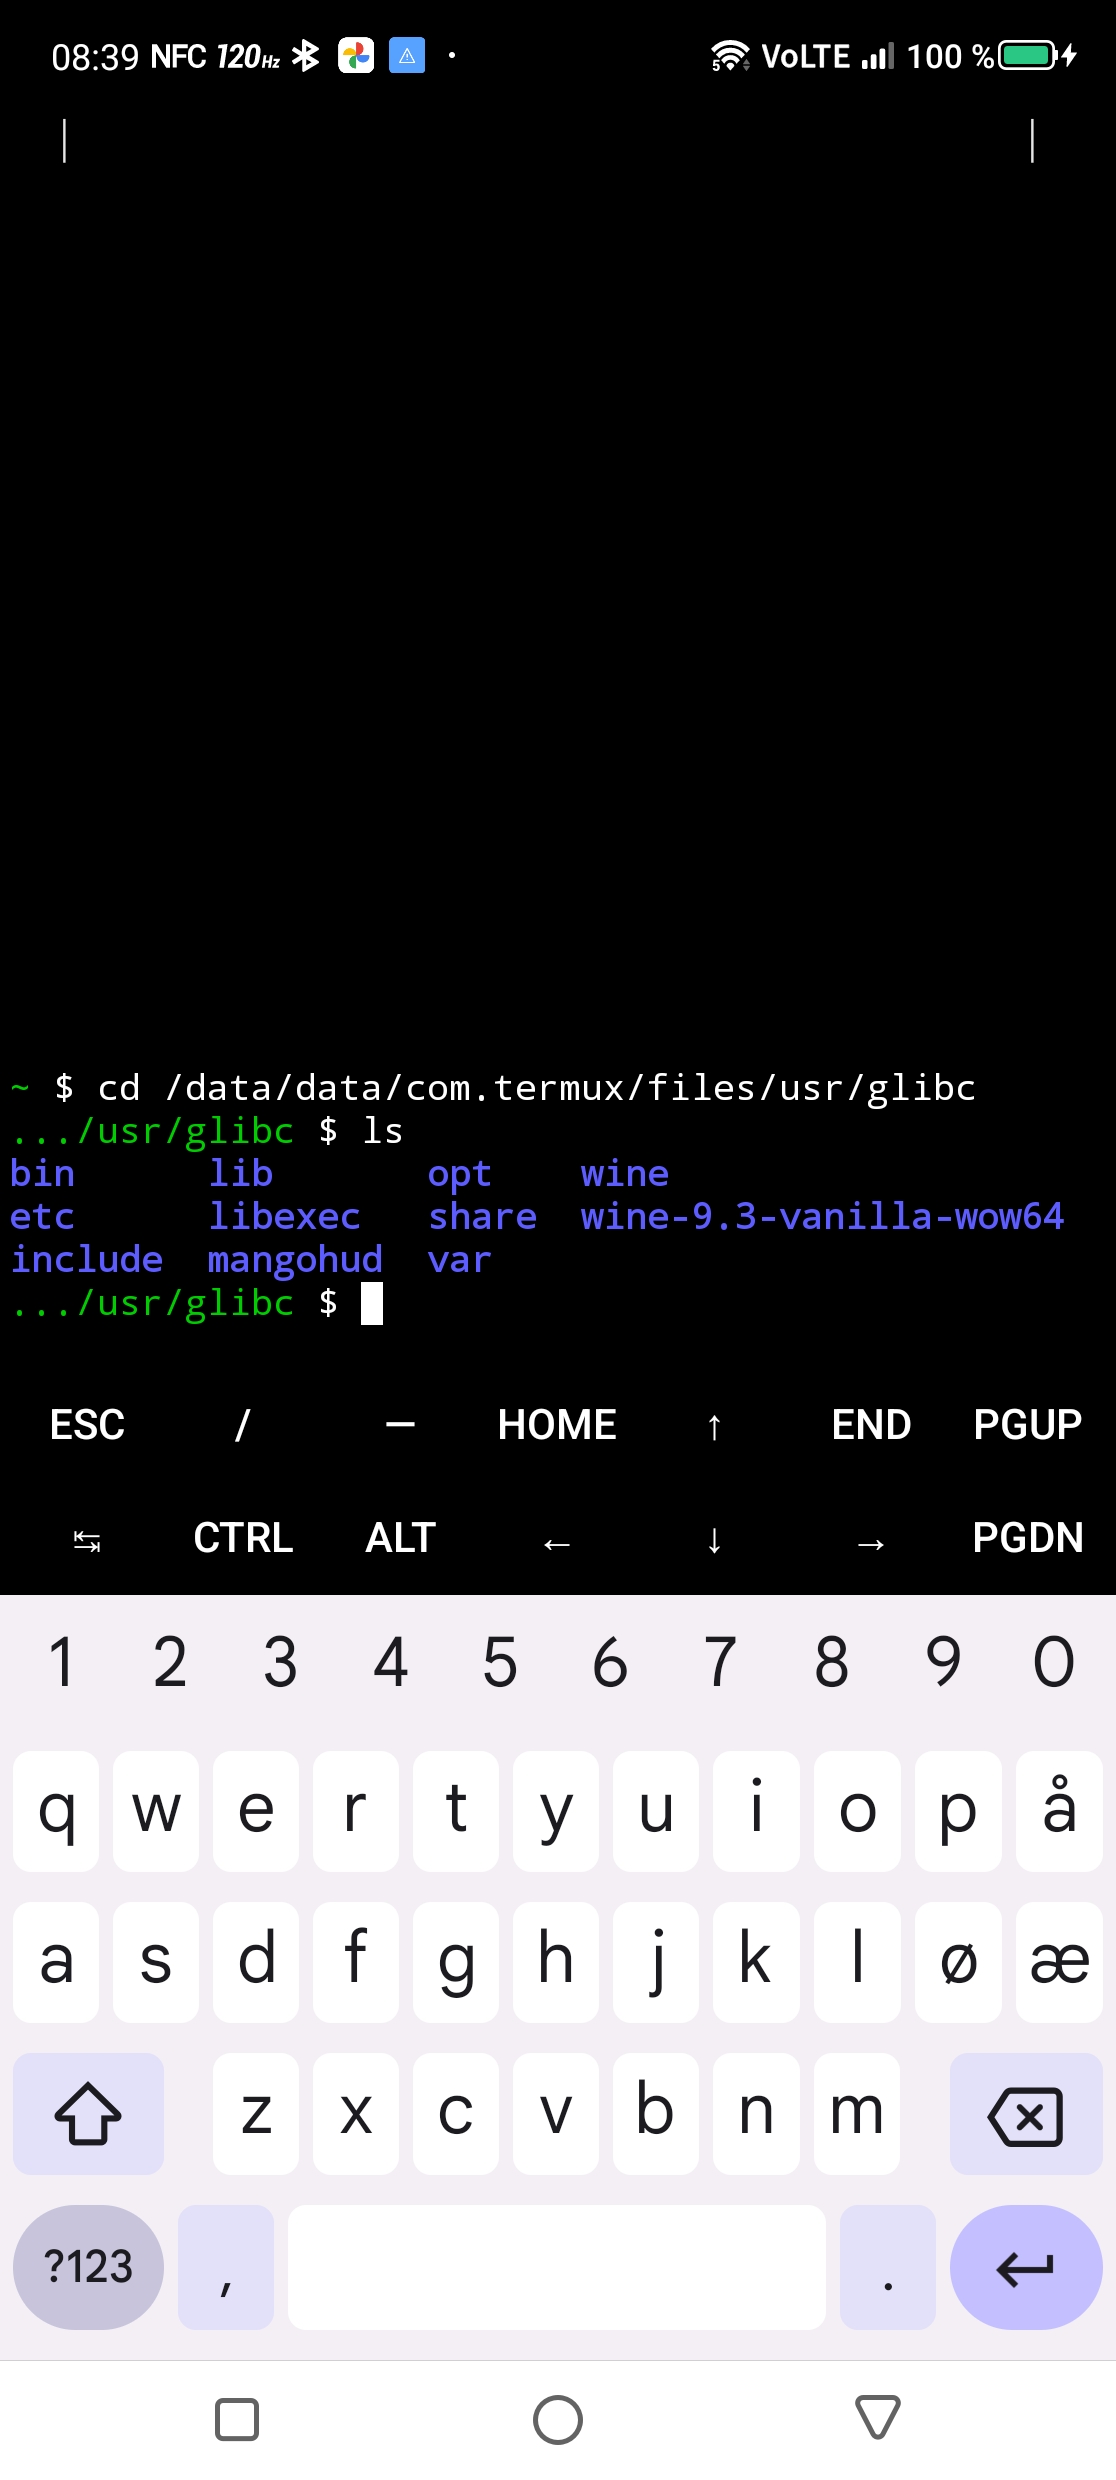 08:39 NFC 120Hz 5 VoLTE 100 %
~ $ cd /data/data/com.termux/files/usr/glibc
.../usr/glibc $ ls
bin lib opt wine
etc libexec share wine-9.3-vanilla-wow64
include mangohud var
.../usr/glibc $
ESC / — HOME ↑ END PGUP
↹ CTRL ALT ← ↓ → PGDN
1 2 3 4 5 6 7 8 9 0
q w e r t y u i o p å
a s d f g h j k l ø æ
z x c v b n m
?123 , .